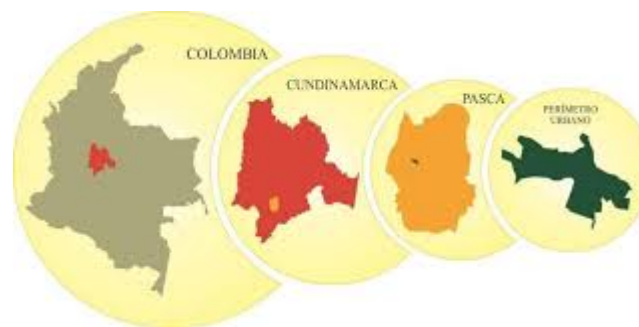 COLOMBIA
CUNDINAMARCA
PASCA
PERÍMETRO
URBANO